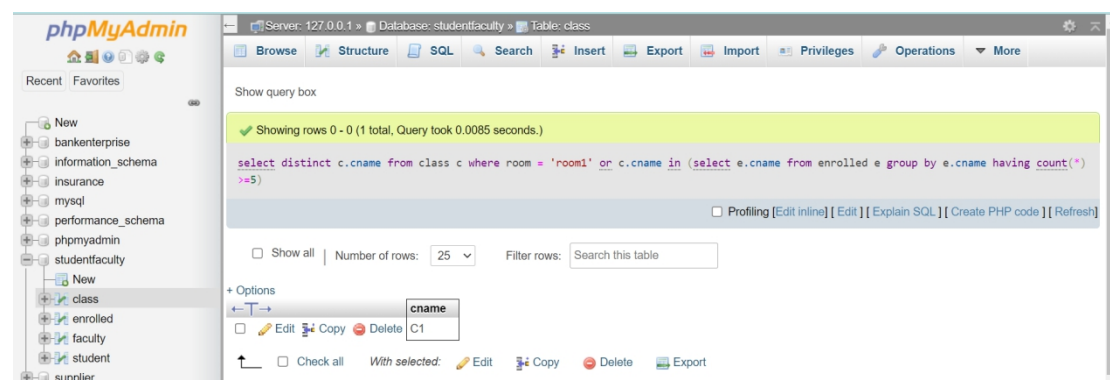 phpMyAdmin
Recent Favorites
New
bankenterprise
information_schema
insurance
mysql
performance_schema
phpmyadmin
studentfaculty
New
class
enrolled
faculty
student
supplier
Server: 127.0.0.1 » Database: studentfaculty » Table: class
Browse Structure SQL Search Insert Export Import Privileges Operations More
Show query box
Showing rows 0 - 0 (1 total, Query took 0.0085 seconds.)
select distinct c.cname from class c where room = 'room1' or c.cname in (select e.cname from enrolled e group by e.cname having count(*)
>=5)
Profiling [Edit inline] [ Edit ] [ Explain SQL ] [ Create PHP code ] [ Refresh]
Show all | Number of rows: 25 Filter rows: Search this table
+ Options
←T→ cname
Edit Copy Delete C1
Check all With selected: Edit Copy Delete Export